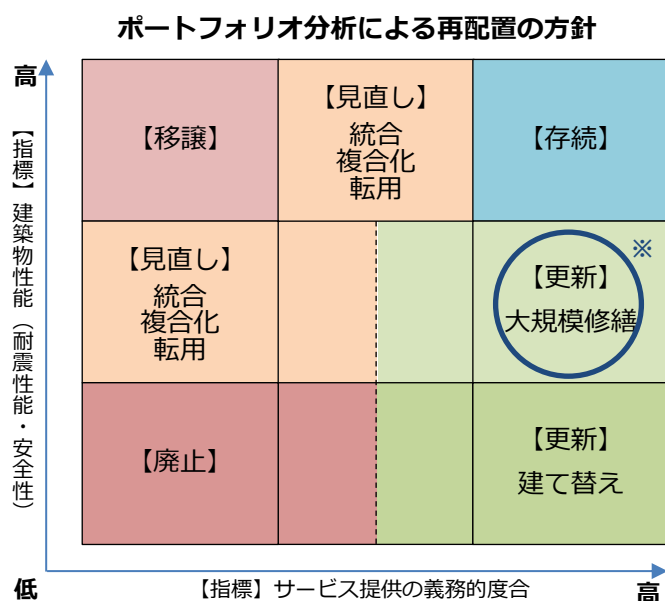 ポートフォリオ分析による再配置の方針
高
【指標】建築物性能（耐震性能・安全性）
【移譲】
【見直し】
統合
複合化
転用
【存続】
【見直し】
統合
複合化
転用
※
【更新】
大規模修繕
【廃止】
【更新】
建て替え
低
【指標】サービス提供の義務的度合
高